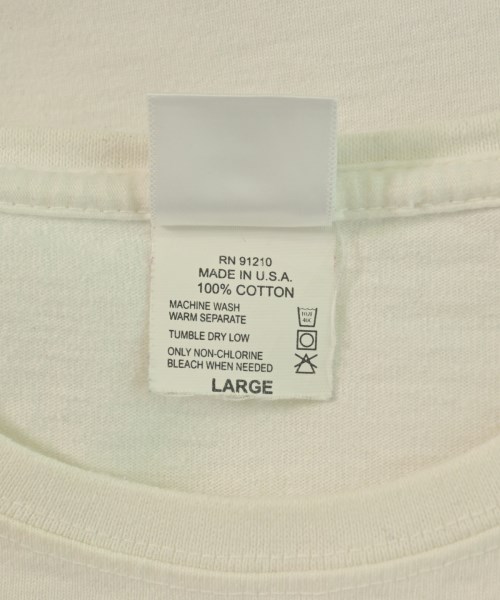 RN 91210
MADE IN U.S.A.
100% COTTON
MACHINE WASH
WARM SEPARATE
TUMBLE DRY LOW
ONLY NON-CHLORINE
BLEACH WHEN NEEDED
LARGE